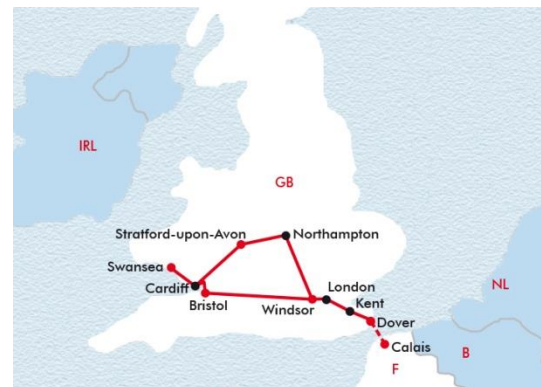 IRL
GB
Stratford-upon-Avon
Northampton
Swansea
Cardiff
Bristol
Windsor
London
Kent
Dover
Calais
NL
B
F